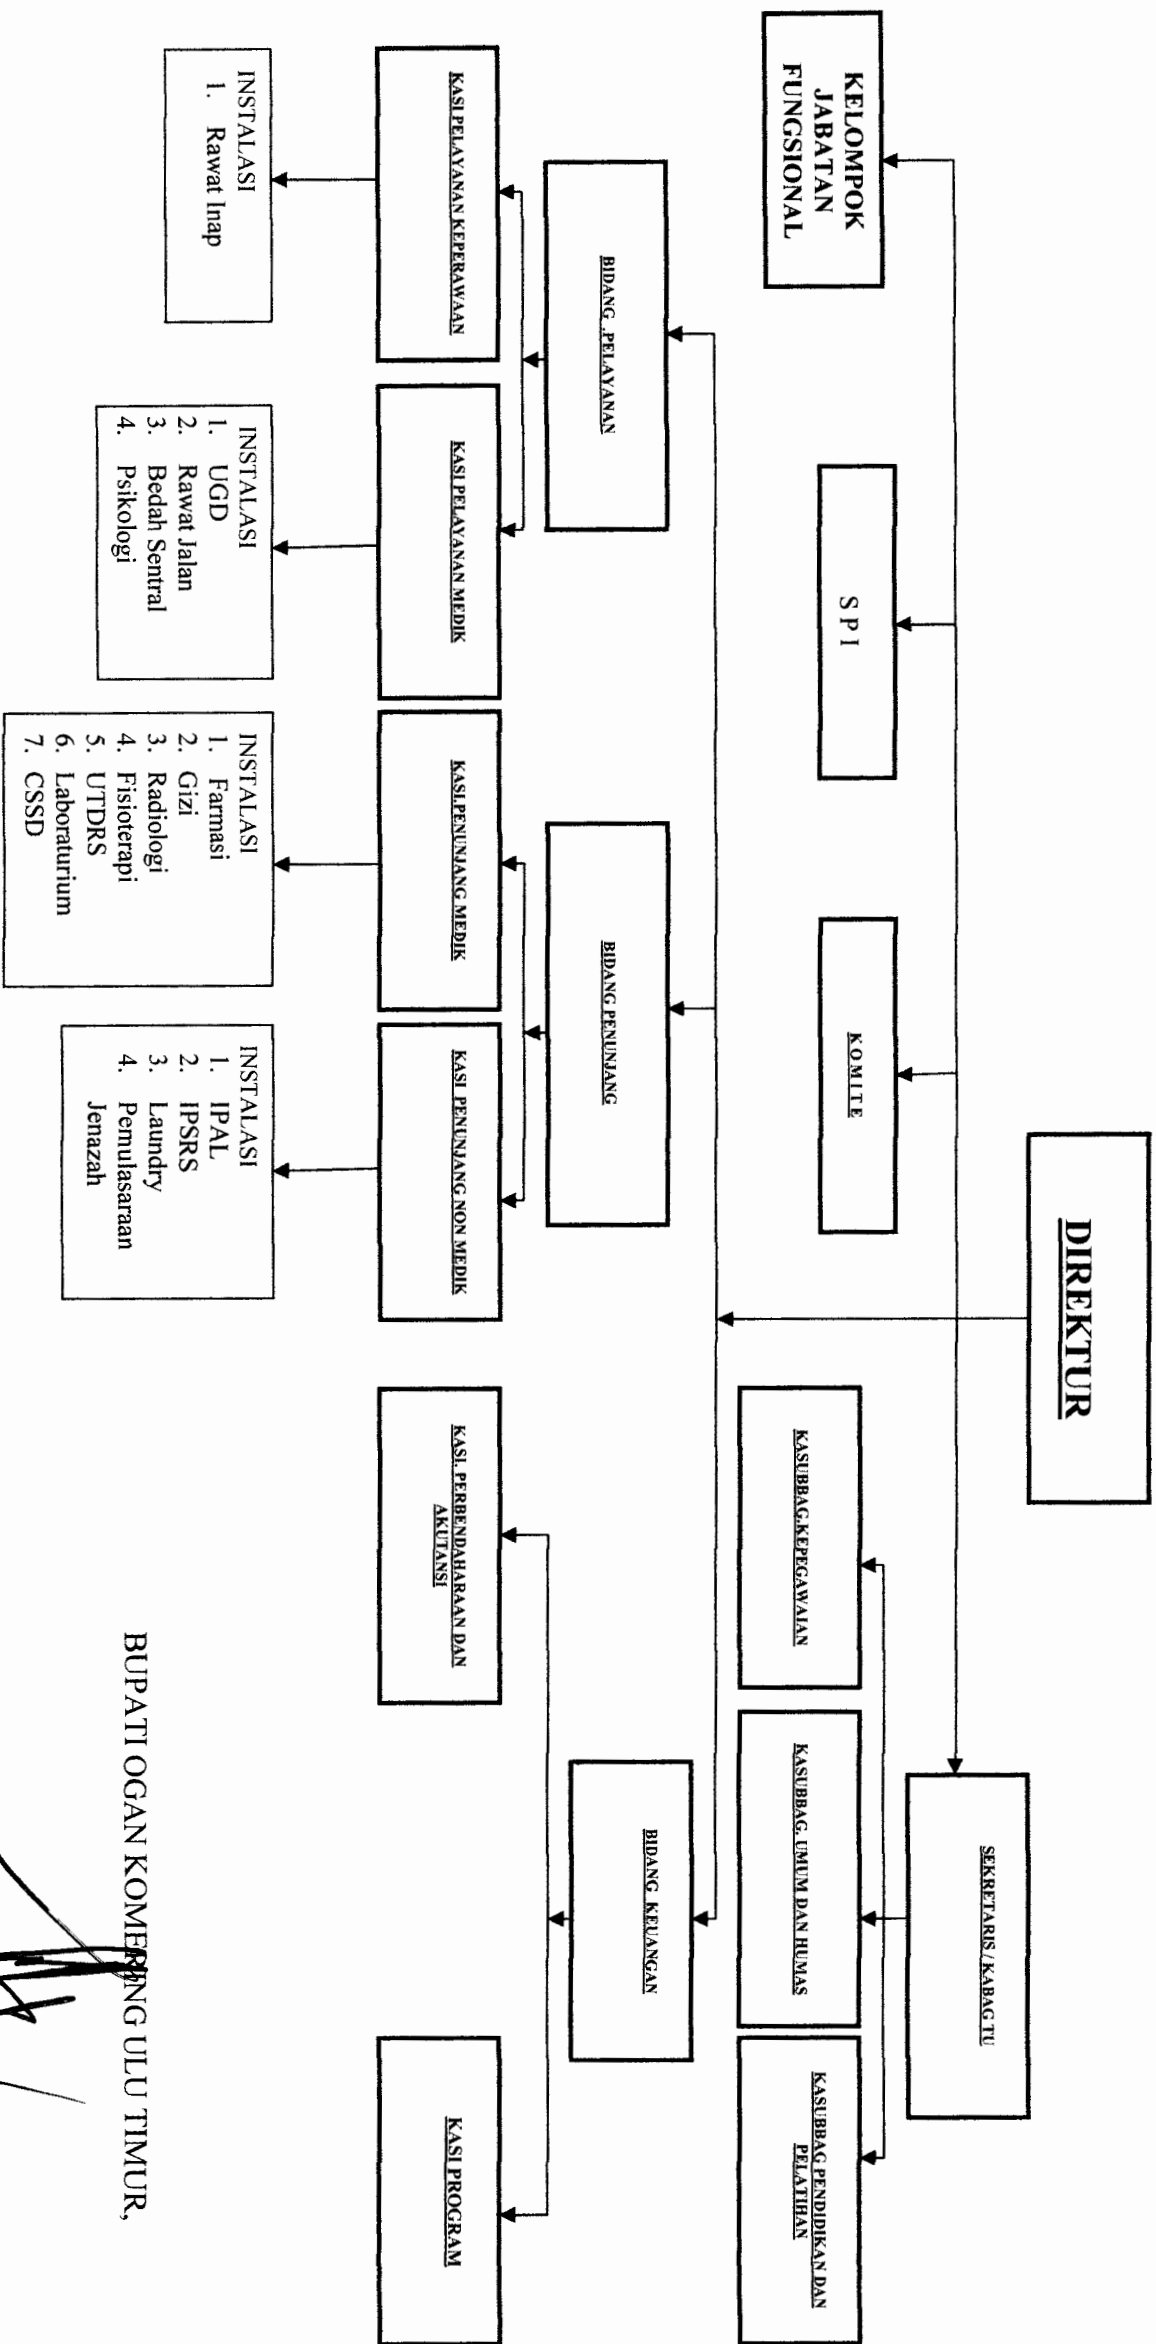 DIREKTUR
SEKRETARIS / KABAG TU
KELOMPOK
JABATAN
FUNGSIONAL
S P I
K O M I T E
KASUBBAG.KEPEGAWAIAN
KASUBBAG. UMUM DAN HUMAS
KASUBBAG PENDIDIKAN DAN
PELATIHAN
BIDANG .PELAYANAN
BIDANG PENUNJANG
BIDANG KEUANGAN
KASI PELAYANAN KEPERAWAAN
KASI PELAYANAN MEDIK
KASI.PENUNJANG MEDIK
KASI PENUNJANG NON MEDIK
KASI. PERBENDAHARAAN DAN
AKUTANSI
KASI PROGRAM
INSTALASI
1. Rawat Inap
INSTALASI
1. UGD
2. Rawat Jalan
3. Bedah Sentral
4. Psikologi
INSTALASI
1. Farmasi
2. Gizi
3. Radiologi
4. Fisioterapi
5. UTDRS
6. Laboraturium
7. CSSD
INSTALASI
1. IPAL
2. IPSRS
3. Laundry
4. Pemulasaraan
Jenazah
BUPATI OGAN KOMERING ULU TIMUR,